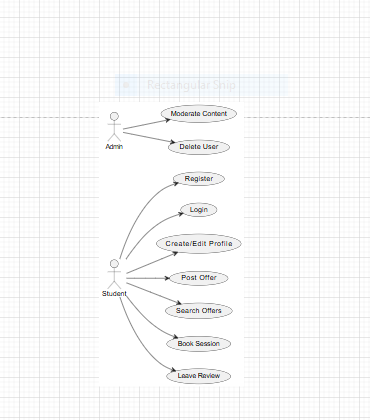 Rectangular Snip
Moderate Content
Admin
Delete User
Register
Login
Create/Edit Profile
Post Offer
Student
Search Offers
Book Session
Leave Review